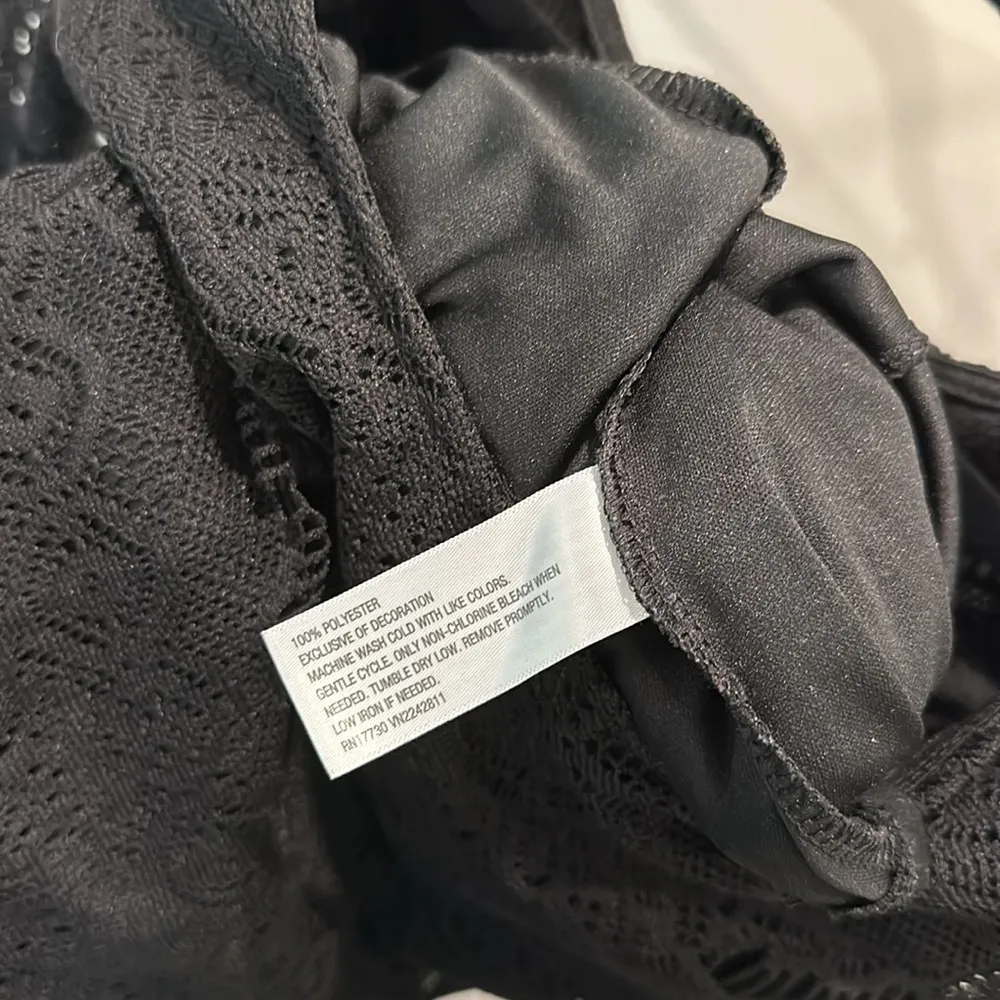 100% POLYESTER
EXCLUSIVE OF DECORATION
MACHINE WASH COLD WITH LIKE COLORS.
GENTLE CYCLE. ONLY NON-CHLORINE BLEACH WHEN
NEEDED. TUMBLE DRY LOW. REMOVE PROMPTLY.
LOW IRON IF NEEDED.
RN17730 VN2242811